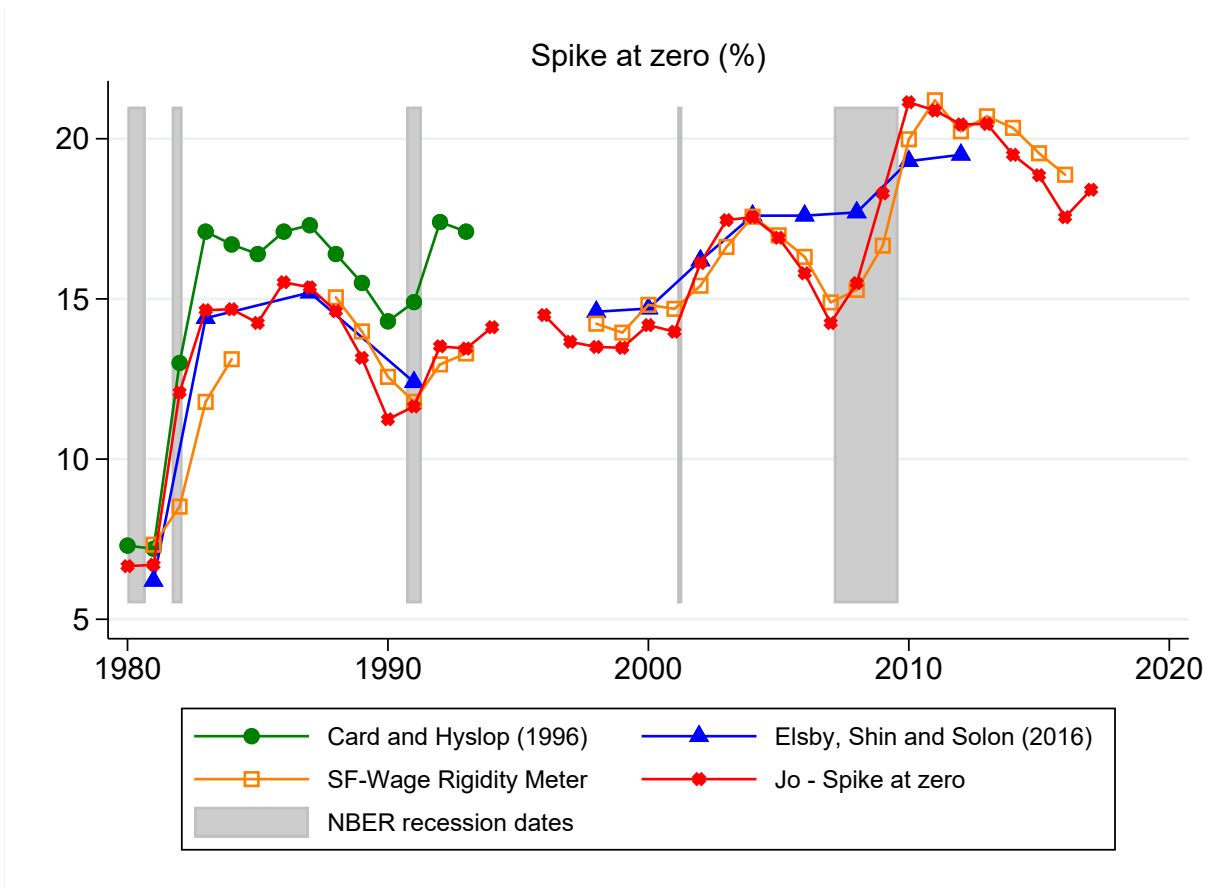 Spike at zero (%)
20
15
10
5
1980 1990 2000 2010 2020
Card and Hyslop (1996) Elsby, Shin and Solon (2016)
SF-Wage Rigidity Meter Jo - Spike at zero
NBER recession dates